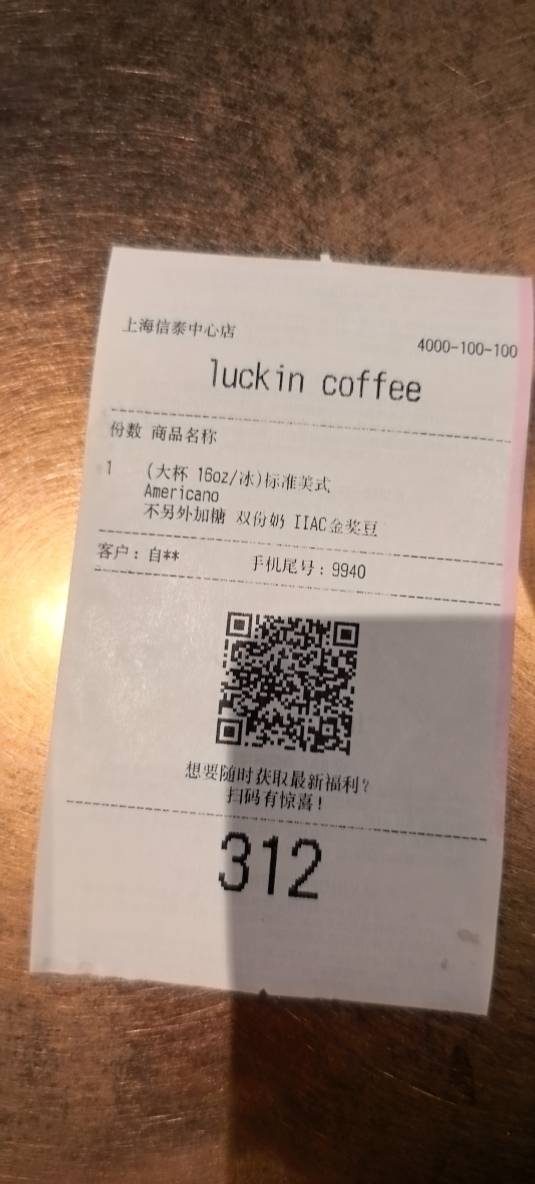 上海信泰中心店
4000-100-100
luckin coffee
份数 商品名称
1 (大杯 16oz/冰)标准美式
Americano
不另外加糖 双份奶 IIAC金奖豆
客户：自** 手机尾号：9940
想要随时获取最新福利？
扫码有惊喜！
312